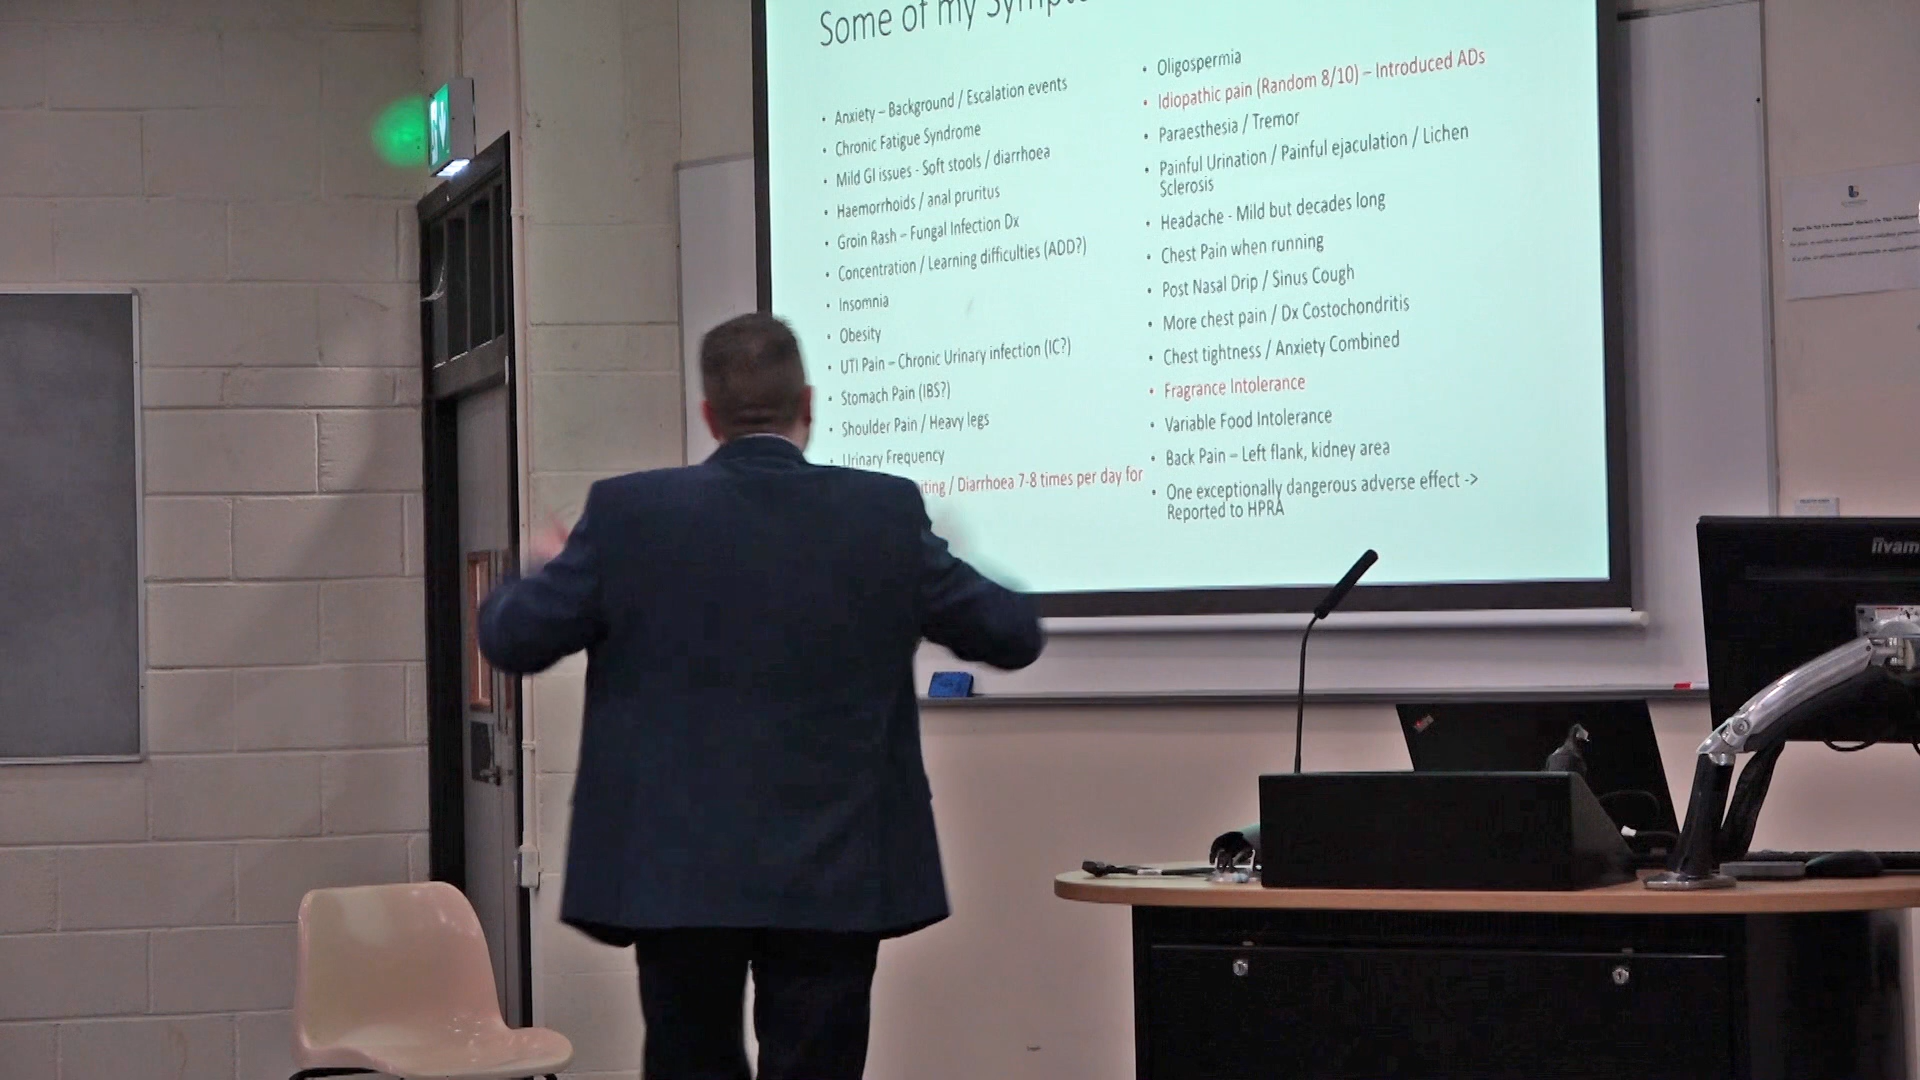 Some of my
• Anxiety – Background / Escalation events
• Chronic Fatigue Syndrome
• Mild GI issues - Soft stools / diarrhoea
• Haemorrhoids / anal pruritus
• Groin Rash – Fungal Infection Dx
• Concentration / Learning difficulties (ADD?)
• Insomnia
• Obesity
• UTI Pain – Chronic Urinary infection (IC?)
• Stomach Pain (IBS?)
• Shoulder Pain / Heavy legs
• Urinary Frequency
/ Diarrhoea 7-8 times per day for
• Oligospermia
• Idiopathic pain (Random 8/10) – Introduced ADs
• Paraesthesia / Tremor
• Painful Urination / Painful ejaculation / Lichen
Sclerosis
• Headache - Mild but decades long
• Chest Pain when running
• Post Nasal Drip / Sinus Cough
• More chest pain / Dx Costochondritis
• Chest tightness / Anxiety Combined
• Fragrance Intolerance
• Variable Food Intolerance
• Back Pain – Left flank, kidney area
• One exceptionally dangerous adverse effect ->
Reported to HPRA
iiyam